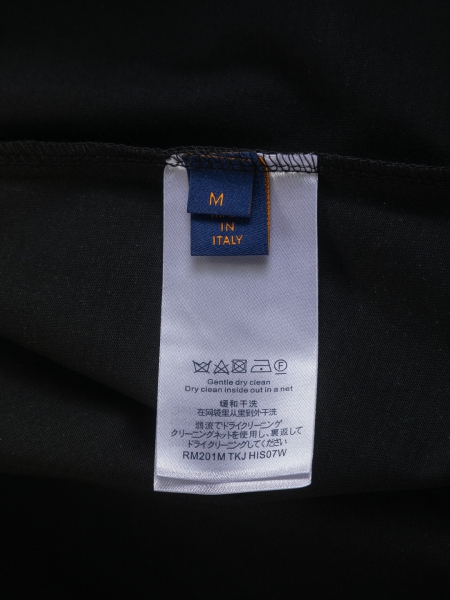 M
IN
ITALY
Gentle dry clean
Dry clean inside out in a net
缓和干洗
在网袋里从里到外干洗
弱流でドライクリーニング
クリーニングネットを使用し、裏返して
ドライクリーニングしてください
RM201M TKJ HIS07W